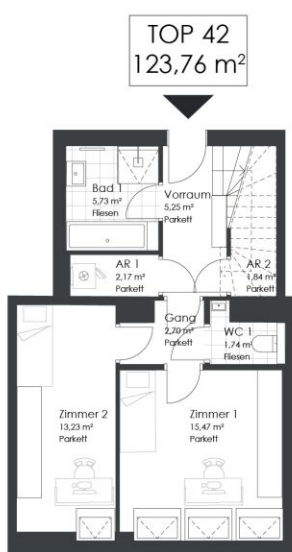 TOP 42
123,76 m²
Bad 1
5,73 m²
Fliesen
Vorraum
5,25 m²
Parkett
AR 1
2,17 m²
Parkett
AR 2
1,84 m²
Parkett
Gang
2,70 m²
Parkett
WC 1
1,74 m²
Fliesen
Zimmer 2
13,23 m²
Parkett
Zimmer 1
15,47 m²
Parkett